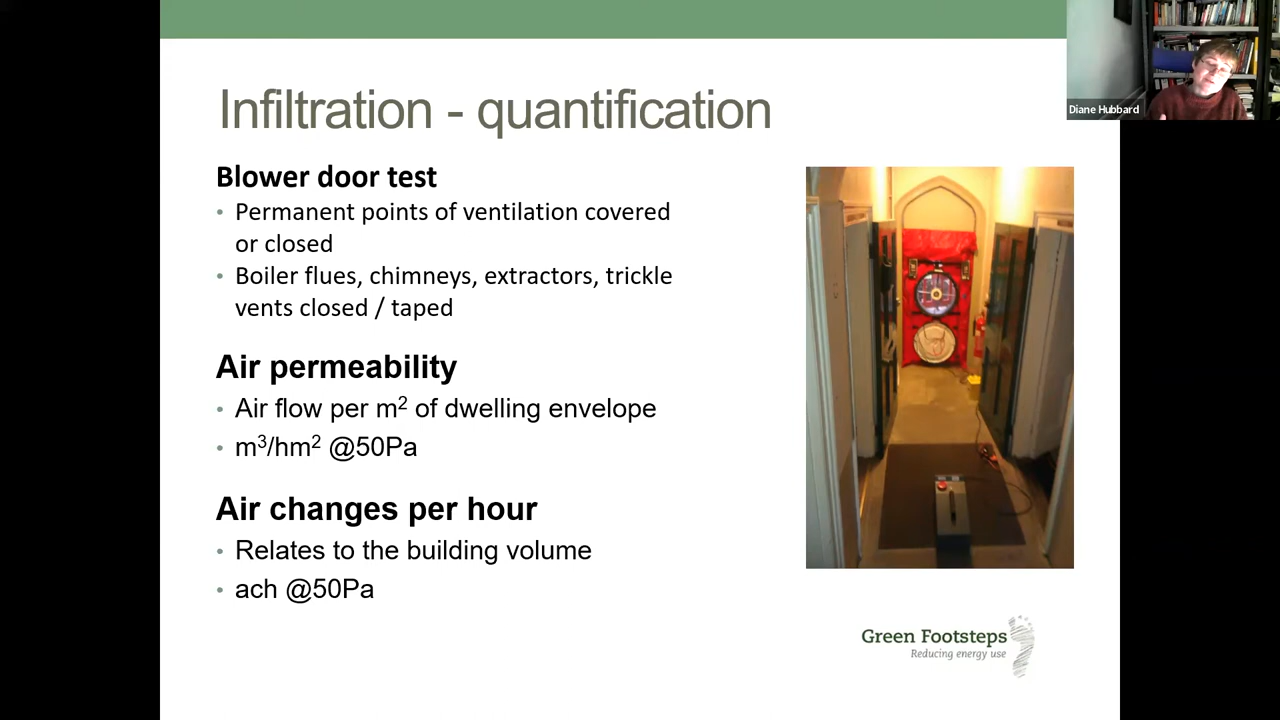 Diane Hubbard
Infiltration - quantification
Blower door test
• Permanent points of ventilation covered
or closed
• Boiler flues, chimneys, extractors, trickle
vents closed / taped
Air permeability
• Air flow per m² of dwelling envelope
• m³/hm² @50Pa
Air changes per hour
• Relates to the building volume
• ach @50Pa
Green Footsteps
Reducing energy use